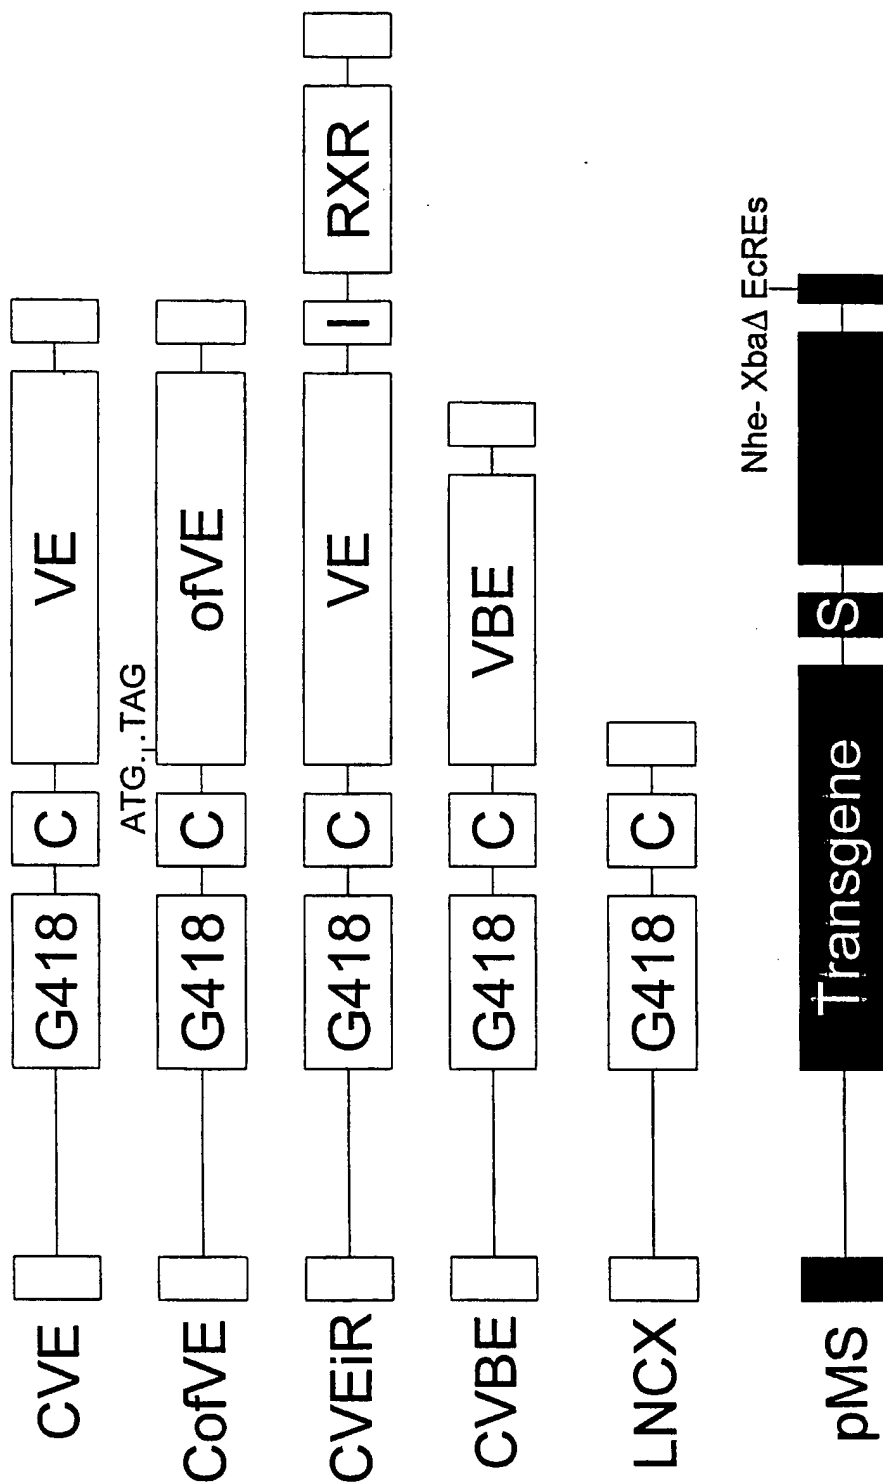 CVE G418 C VE
ATG...TAG
CofVE G418 C ofVE
CVEiR G418 C VE I RXR
CVBE G418 C VBE
LNCX G418 C
Nhe- XbaΔ EcREs
pMS Transgene S